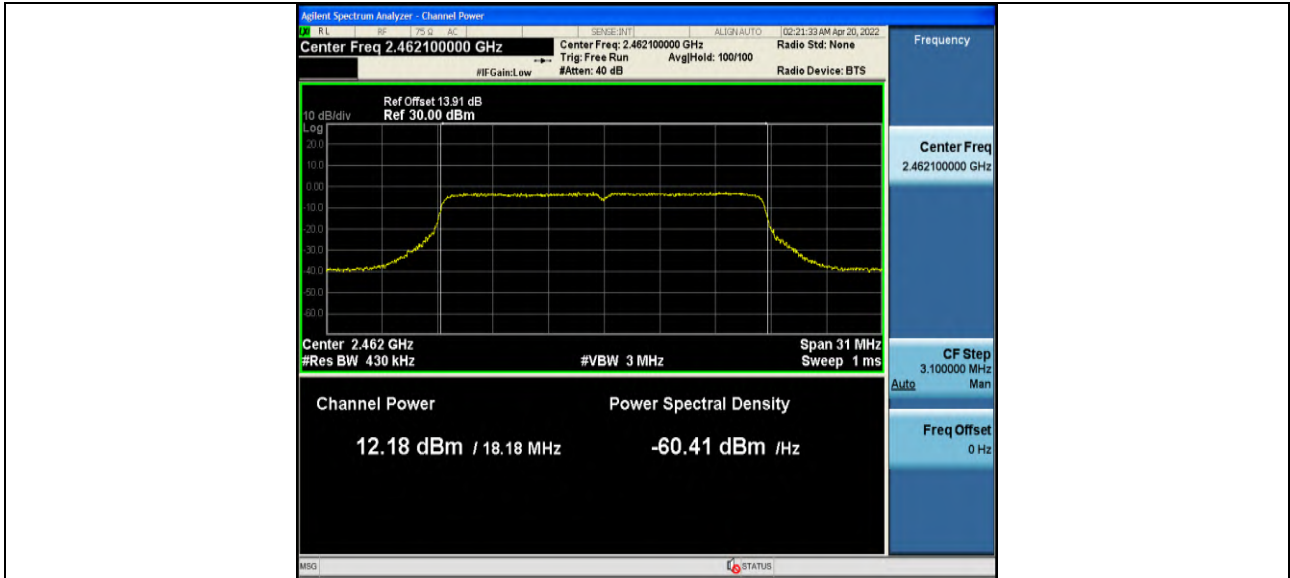 Agilent Spectrum Analyzer - Channel Power
RL RF 75 Ω AC SENSE:INT ALIGN AUTO 02:21:33 AM Apr 20, 2022
Center Freq 2.462100000 GHz
Center Freq: 2.462100000 GHz
Radio Std: None
Trig: Free Run
Avg|Hold: 100/100
#IFGain:Low
#Atten: 40 dB
Radio Device: BTS
Frequency
Ref Offset 13.91 dB
10 dB/div
Ref 30.00 dBm
Log
20.0
10.0
0.00
-10.0
-20.0
-30.0
-40.0
-50.0
-60.0
Center Freq
2.462100000 GHz
Center 2.462 GHz
Span 31 MHz
#Res BW 430 kHz
#VBW 3 MHz
Sweep 1 ms
CF Step
3.100000 MHz
Auto Man
Channel Power
Power Spectral Density
12.18 dBm / 18.18 MHz
-60.41 dBm /Hz
Freq Offset
0 Hz
MSG
STATUS